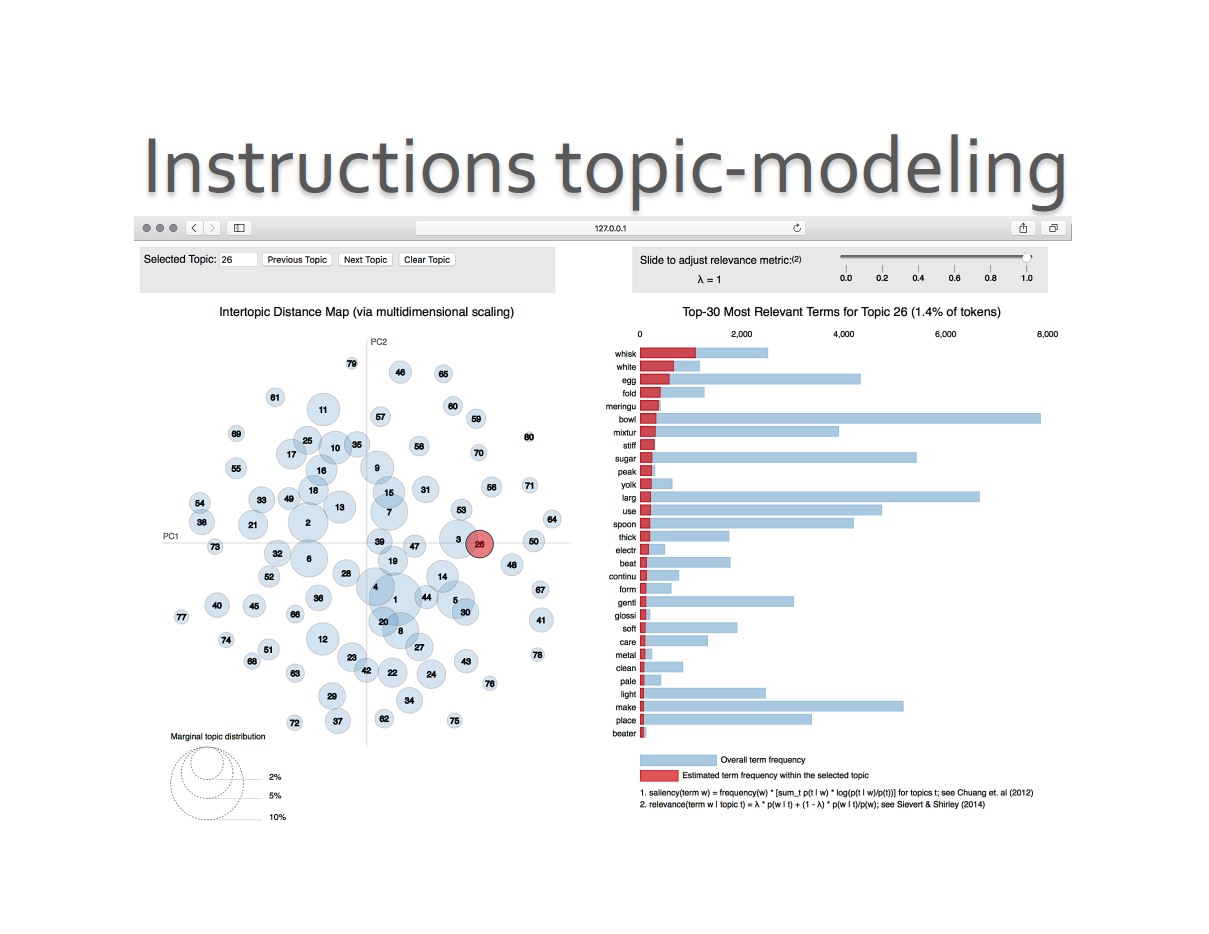 Instructions topic-modeling
127.0.0.1
Selected Topic: 26 Previous Topic Next Topic Clear Topic
Slide to adjust relevance metric:(2)
λ = 1
0.0 0.2 0.4 0.6 0.8 1.0
Intertopic Distance Map (via multidimensional scaling)
PC2
PC1
79
46
65
61
11
57
60
59
69
25
10
35
58
80
17
70
55
16
9
18
15
31
56
71
54
33
49
13
7
53
38
21
2
64
73
39
47
3
26
50
32
6
19
48
52
28
4
14
67
40
45
36
1
44
5
77
66
30
20
41
74
12
8
51
27
68
23
78
63
42
22
24
43
76
29
34
72
37
62
75
Marginal topic distribution
2%
5%
10%
Top-30 Most Relevant Terms for Topic 26 (1.4% of tokens)
0 2,000 4,000 6,000 8,000
whisk
white
egg
fold
meringu
bowl
mixtur
stiff
sugar
peak
yolk
larg
use
spoon
thick
electr
beat
continu
form
gentl
glossi
soft
care
metal
clean
pale
light
make
place
beater
Overall term frequency
Estimated term frequency within the selected topic
1. saliency(term w) = frequency(w) * [sum_t p(t | w) * log(p(t | w)/p(t))] for topics t; see Chuang et. al (2012)
2. relevance(term w | topic t) = λ * p(w | t) + (1 - λ) * p(w | t)/p(w); see Sievert & Shirley (2014)